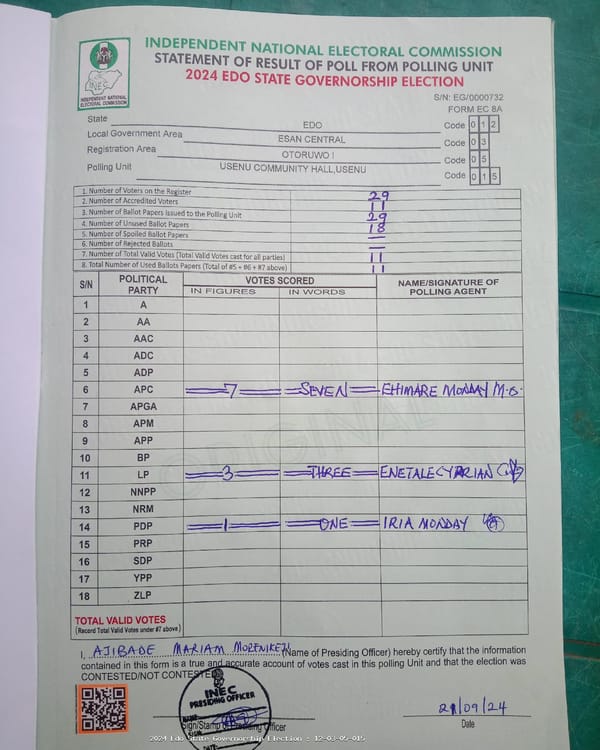 INDEPENDENT NATIONAL ELECTORAL COMMISSION
STATEMENT OF RESULT OF POLL FROM POLLING UNIT
2024 EDO STATE GOVERNORSHIP ELECTION
INEC
INDEPENDENT NATIONAL
ELECTORAL COMMISSION
S/N: EG/0000732
FORM EC 8A
State EDO Code 0 1 2
Local Government Area ESAN CENTRAL Code 0 3
Registration Area OTORUWO I Code 0 5
Polling Unit USENU COMMUNITY HALL,USENU Code 0 1 5
1. Number of Voters on the Register 29
2. Number of Accredited Voters 11
3. Number of Ballot Papers Issued to the Polling Unit 29
4. Number of Unused Ballot Papers 18
5. Number of Spoiled Ballot Papers
6. Number of Rejected Ballots
7. Number of Total Valid Votes (Total Valid Votes cast for all parties) 11
8. Total Number of Used Ballots Papers (Total of #5 + #6 + #7 above) 11
S/N POLITICAL PARTY VOTES SCORED NAME/SIGNATURE OF POLLING AGENT
IN FIGURES IN WORDS
1 A
2 AA
3 AAC
4 ADC
5 ADP
6 APC 7 SEVEN EHIMARE MONDAY M.O.
7 APGA
8 APM
9 APP
10 BP
11 LP 3 THREE ENETALECYPRIAN
12 NNPP
13 NRM
14 PDP 1 ONE IRIA MONDAY
15 PRP
16 SDP
17 YPP
18 ZLP
ORIGINAL
TOTAL VALID VOTES
(Record Total Valid Votes under #7 above)
I, AJIBADE MARIAM MORENIKEJI (Name of Presiding Officer) hereby certify that the information
contained in this form is a true and accurate account of votes cast in this polling Unit and that the election was
CONTESTED/NOT CONTESTED
INEC
PRESIDING OFFICER
NAME:
SIGN:
DATE:
Sign/Stamp of Presiding Officer
21/09/24
Date
2024 Edo State Governorship Election : 12-03-05-015